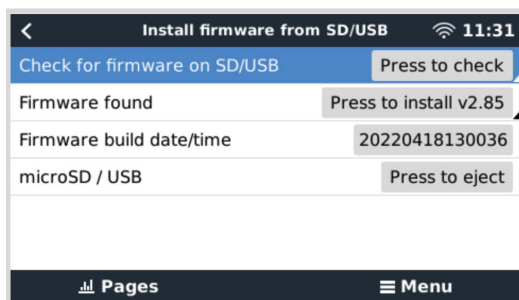 Install firmware from SD/USB 11:31
Check for firmware on SD/USB Press to check
Firmware found Press to install v2.85
Firmware build date/time 20220418130036
microSD / USB Press to eject
Pages Menu